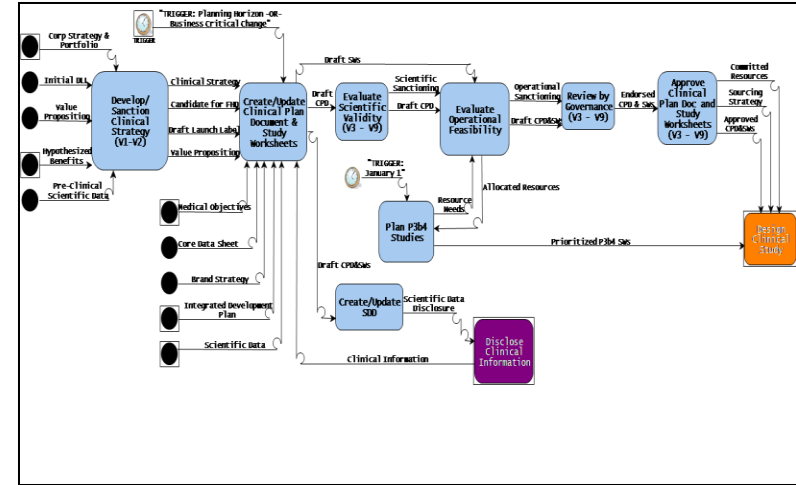 "TRIGGER: Planning Horizon -OR-
Business Critical Change"
TRIGGER
Corp Strategy &
Portfolio
Initial DLL
Value
Proposition
Hypothesized
Benefits
Pre-Clinical
Scientific Data
Develop/
Sanction
Clinical
Strategy
(V1-V2)
Clinical Strategy
Candidate for FHD
Draft Launch Label
Value Proposition
Create/Update
Clinical Plan
Document &
Study
Worksheets
Draft SWs
Draft
CPD
Evaluate
Scientific
Validity
(V3 - V9)
Scientific
Sanctioning
Draft CPD
Evaluate
Operational
Feasibility
Operational
Sanctioning
Draft CPD&SWs
Review by
Governance
(V3 - V9)
Endorsed
CPD & SWs
Approve
Clinical
Plan Doc and
Study
Worksheets
(V3 - V9)
Committed
Resources
Sourcing
Strategy
Approved
CPD&SWs
"TRIGGER:
January 1"
Resource
Needs
Allocated Resources
Plan P3b4
Studies
Prioritized P3b4 SWs
Design
Clinical
Study
Medical Objectives
Core Data Sheet
Brand Strategy
Integrated Development
Plan
Scientific Data
Draft CPD&SWs
Create/Update
SDD
Scientific Data
Disclosure
Clinical Information
Disclose
Clinical
Information